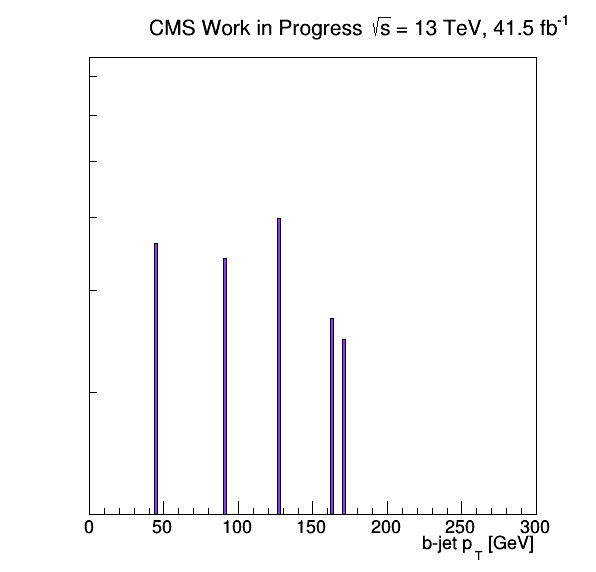 CMS Work in Progress √s = 13 TeV, 41.5 fb⁻¹
0 50 100 150 200 250 300
b-jet p_T [GeV]